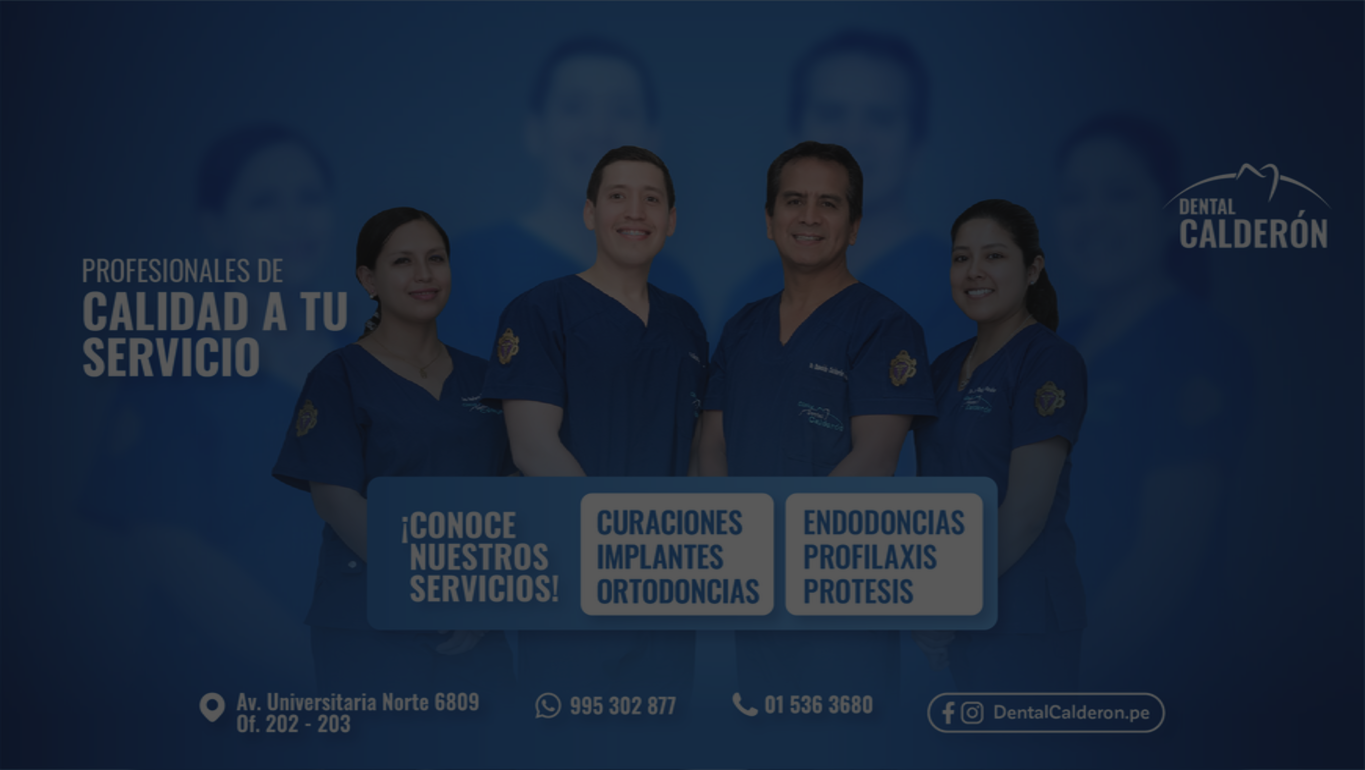 DENTAL
CALDERÓN
PROFESIONALES DE
CALIDAD A TU
SERVICIO
¡CONOCE
NUESTROS
SERVICIOS!
CURACIONES
IMPLANTES
ORTODONCIAS
ENDODONCIAS
PROFILAXIS
PROTESIS
Av. Universitaria Norte 6809
Of. 202 - 203
995 302 877
01 536 3680
DentalCalderon.pe